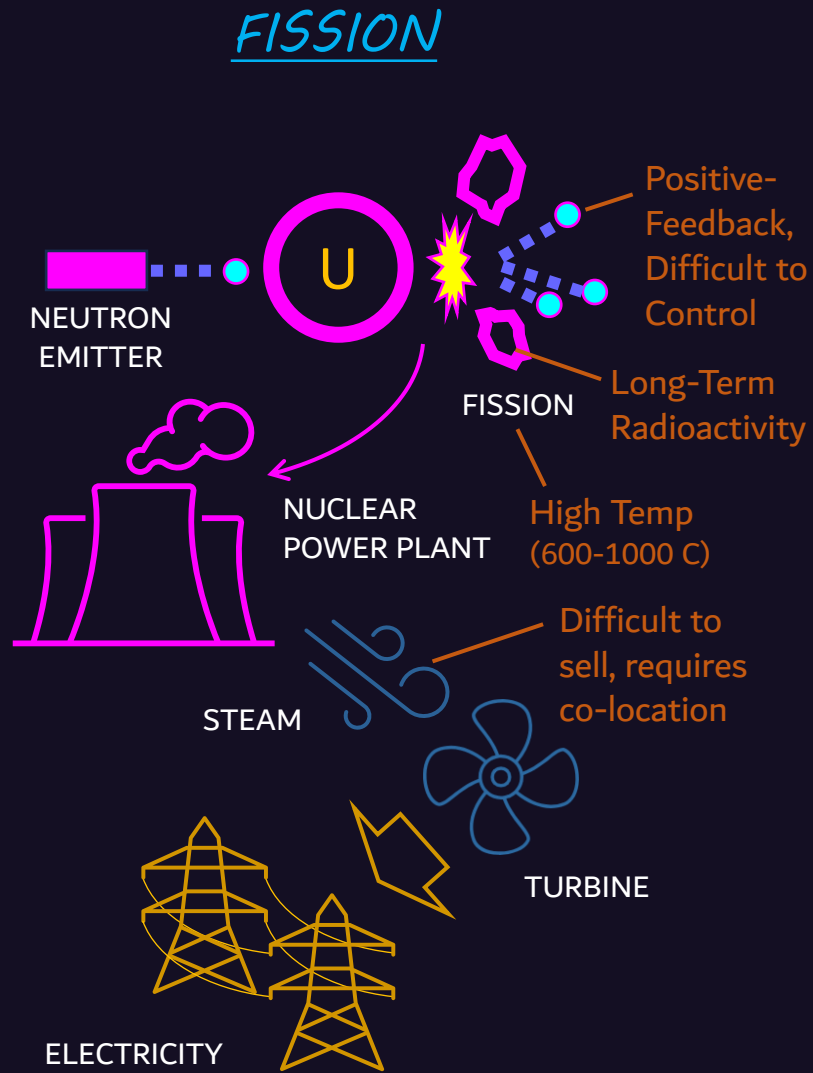 FISSION
U
NEUTRON
EMITTER
Positive-
Feedback,
Difficult to
Control
Long-Term
Radioactivity
FISSION
High Temp
(600-1000 C)
NUCLEAR
POWER PLANT
Difficult to
sell, requires
co-location
STEAM
TURBINE
ELECTRICITY